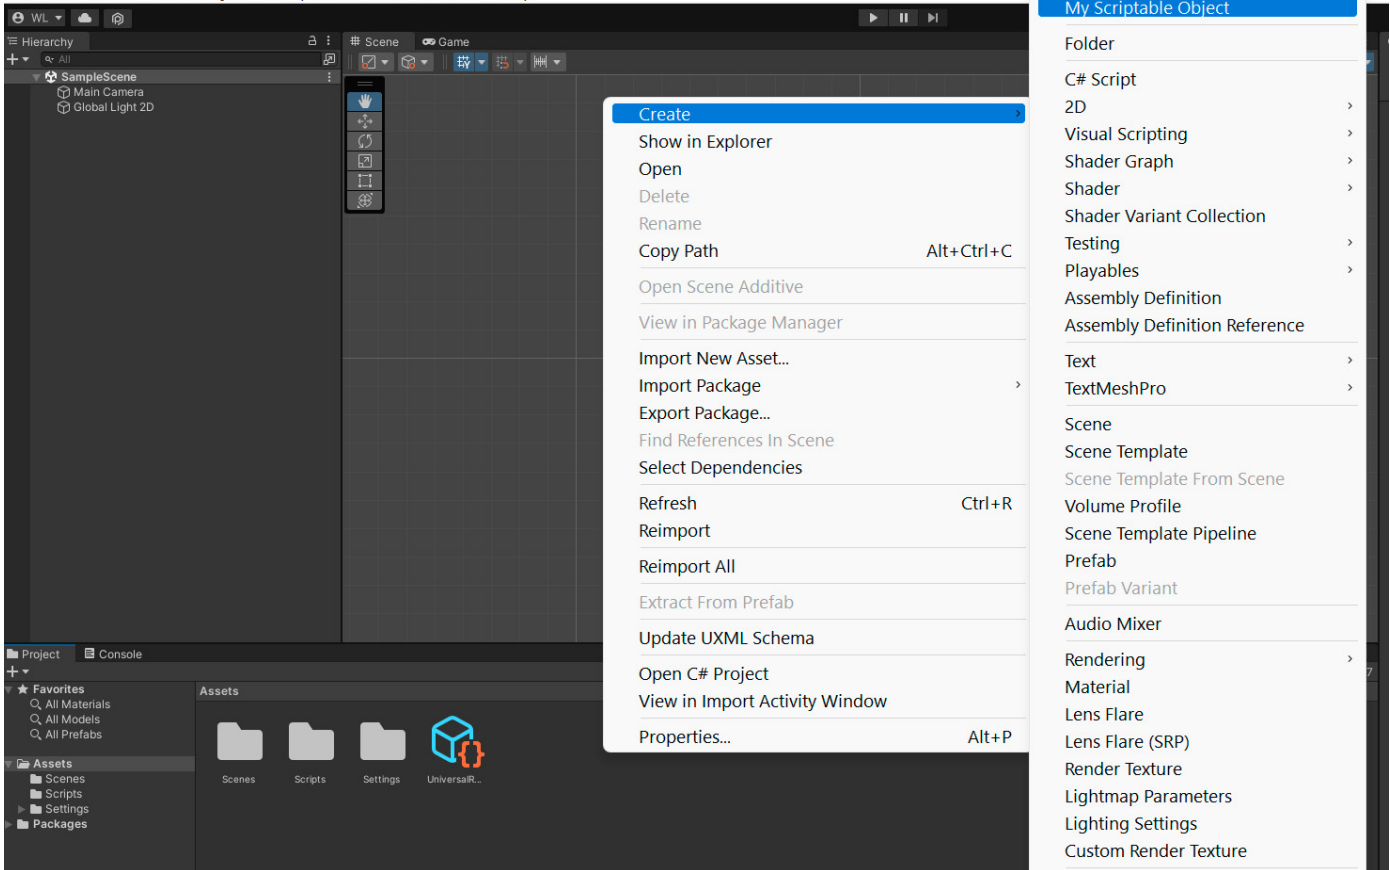 WL
Hierarchy
All
SampleScene
Main Camera
Global Light 2D
Scene
Game
Create
Show in Explorer
Open
Delete
Rename
Copy Path Alt+Ctrl+C
Open Scene Additive
View in Package Manager
Import New Asset...
Import Package
Export Package...
Find References In Scene
Select Dependencies
Refresh Ctrl+R
Reimport
Reimport All
Extract From Prefab
Update UXML Schema
Open C# Project
View in Import Activity Window
Properties... Alt+P
My Scriptable Object
Folder
C# Script
2D
Visual Scripting
Shader Graph
Shader
Shader Variant Collection
Testing
Playables
Assembly Definition
Assembly Definition Reference
Text
TextMeshPro
Scene
Scene Template
Scene Template From Scene
Volume Profile
Scene Template Pipeline
Prefab
Prefab Variant
Audio Mixer
Rendering
Material
Lens Flare
Lens Flare (SRP)
Render Texture
Lightmap Parameters
Lighting Settings
Custom Render Texture
Project
Console
Favorites
All Materials
All Models
All Prefabs
Assets
Scenes
Scripts
Settings
Packages
Assets
Scenes
Scripts
Settings
UniversalR...
7